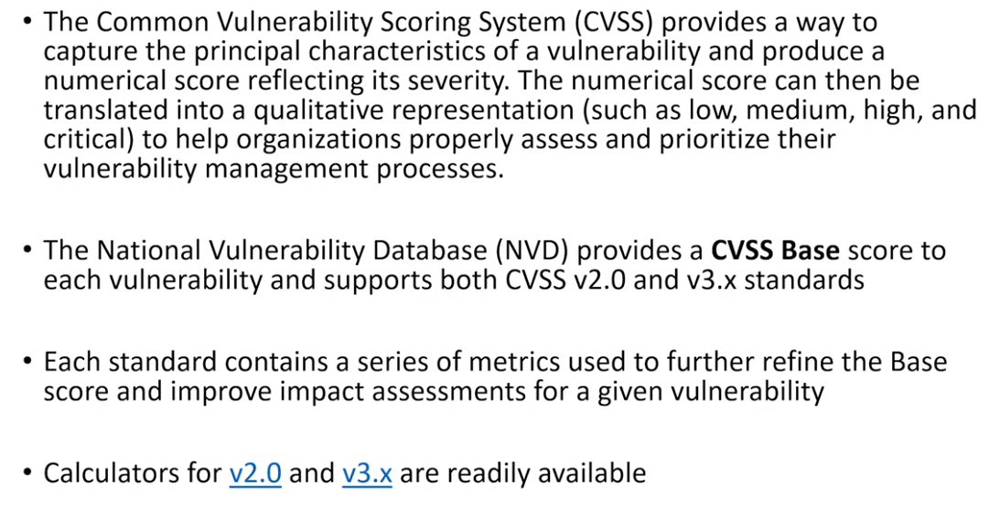 • The Common Vulnerability Scoring System (CVSS) provides a way to
capture the principal characteristics of a vulnerability and produce a
numerical score reflecting its severity. The numerical score can then be
translated into a qualitative representation (such as low, medium, high, and
critical) to help organizations properly assess and prioritize their
vulnerability management processes.
• The National Vulnerability Database (NVD) provides a CVSS Base score to
each vulnerability and supports both CVSS v2.0 and v3.x standards
• Each standard contains a series of metrics used to further refine the Base
score and improve impact assessments for a given vulnerability
• Calculators for v2.0 and v3.x are readily available